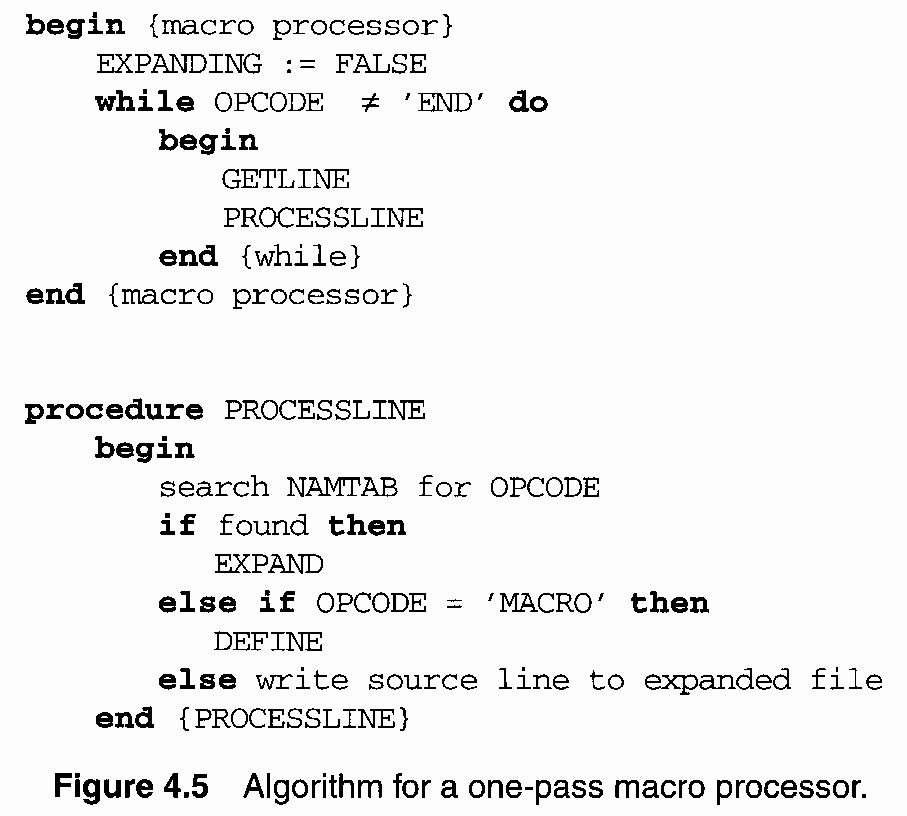 begin {macro processor}
EXPANDING := FALSE
while OPCODE ≠ 'END' do
begin
GETLINE
PROCESSLINE
end {while}
end {macro processor}
procedure PROCESSLINE
begin
search NAMTAB for OPCODE
if found then
EXPAND
else if OPCODE = 'MACRO' then
DEFINE
else write source line to expanded file
end {PROCESSLINE}
Figure 4.5 Algorithm for a one-pass macro processor.